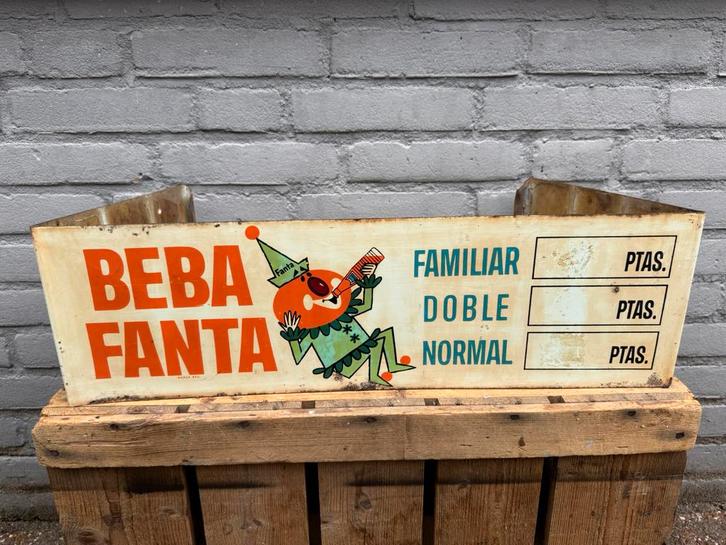 BEBA
FANTA
Fanta
FAMILIAR PTAS.
DOBLE PTAS.
NORMAL PTAS.